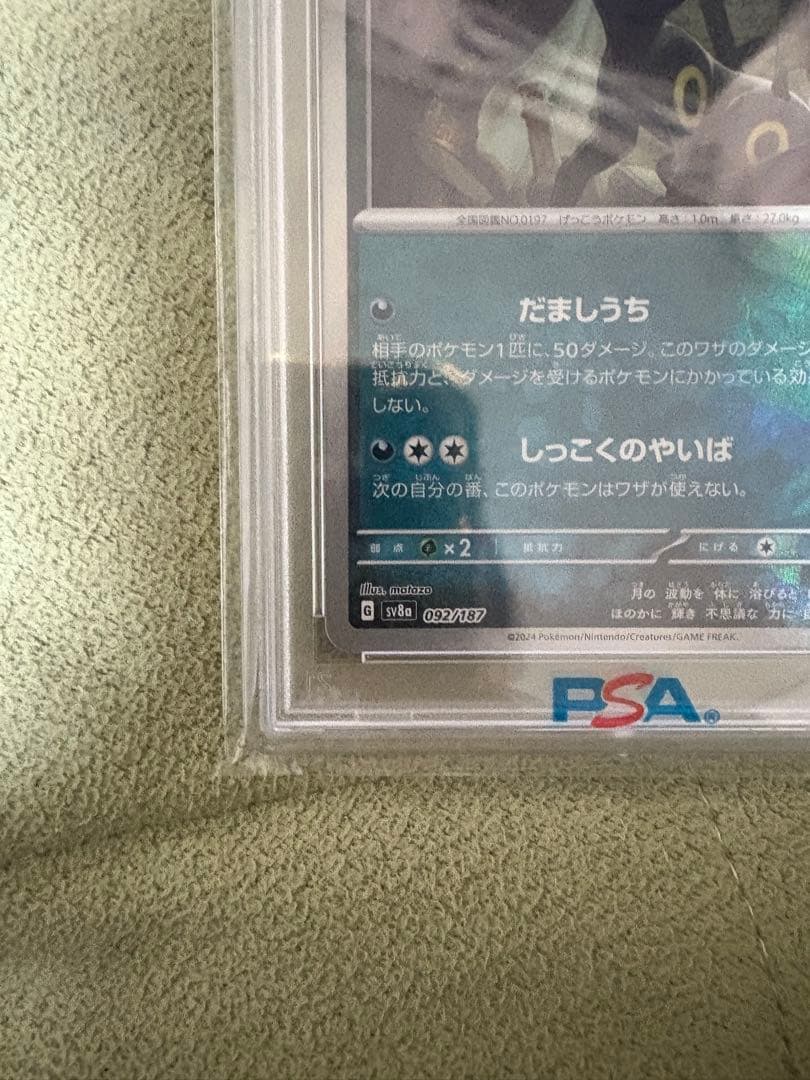 全国図鑑NO.0197 げっこうポケモン 高さ:1.0m 重さ:27.0kg
だましうち
相手のポケモン1匹に、50ダメージ。このワザのダメージ
抵抗力と、ダメージを受けるポケモンにかかっている効
しない。
しっこくのやいば
次の自分の番、このポケモンはワザが使えない。
弱点 ×2 抵抗力 にげる
Illus. matazo
月の波動を 体に 浴びると
G sv8a 092/187
ほのかに 輝き 不思議な 力に
©2024 Pokémon/Nintendo/Creatures/GAME FREAK.
PSA®